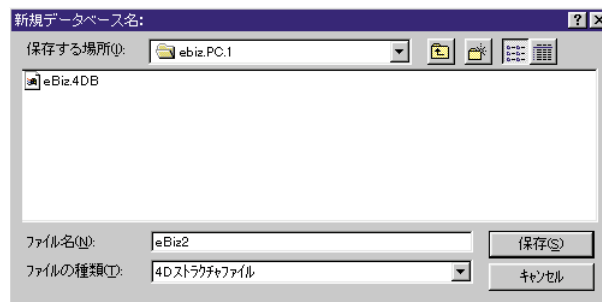 新規データベース名:
保存する場所(I): ebiz.PC.1
eBiz.4DB
ファイル名(N): eBiz2 保存(S)
ファイルの種類(T): 4Dストラクチャファイル キャンセル